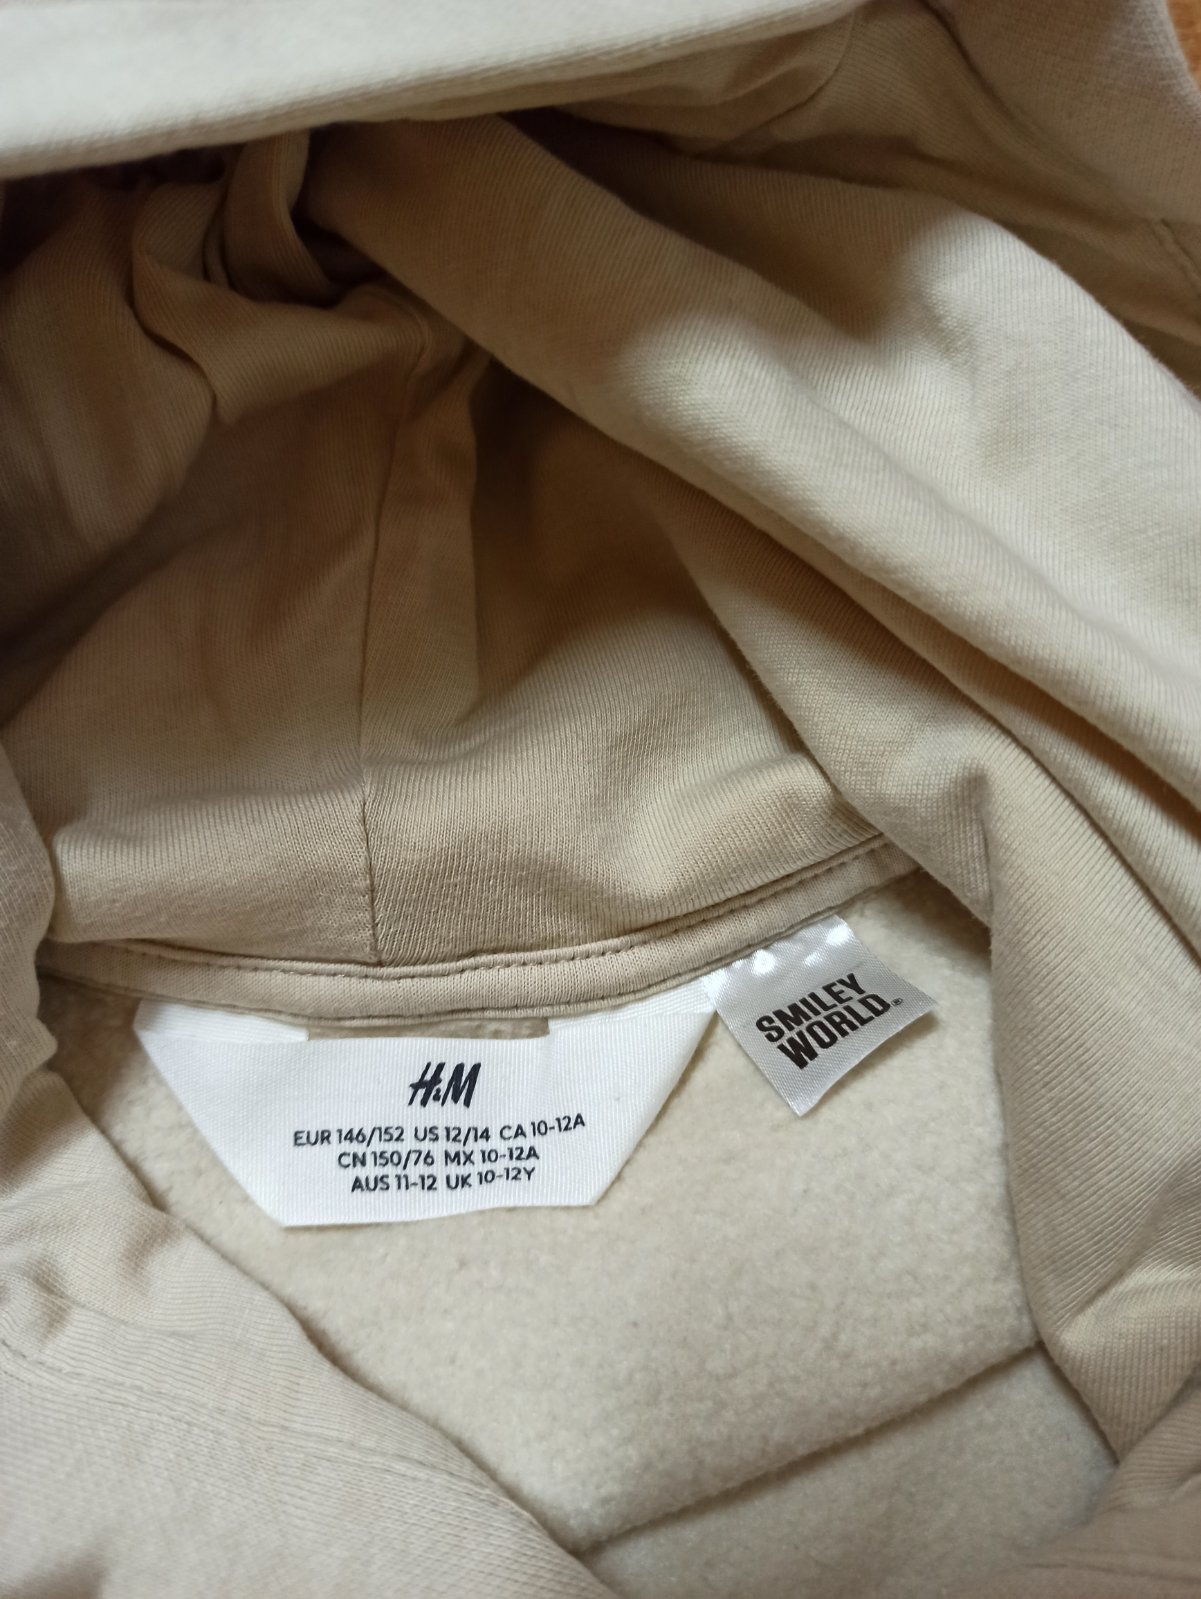 H&M
EUR 146/152 US 12/14 CA 10-12A
CN 150/76 MX 10-12A
AUS 11-12 UK 10-12Y
SMILEY
WORLD®